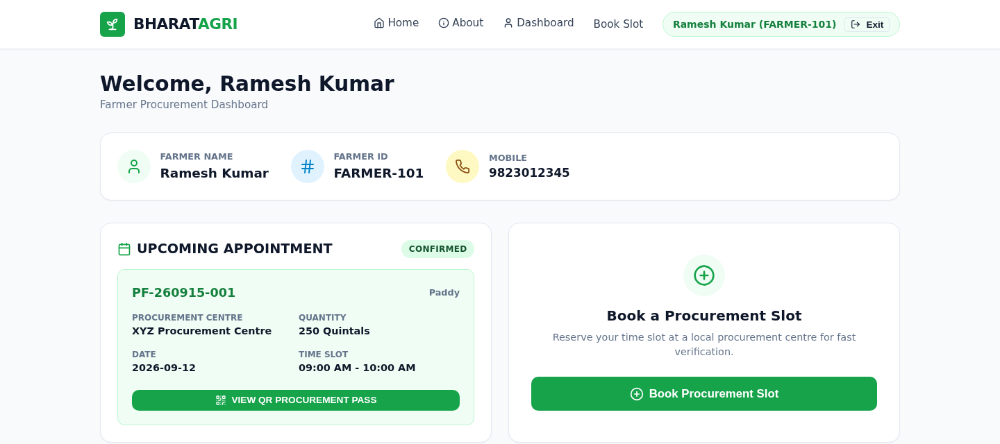 BHARATAGRI
Home
About
Dashboard
Book Slot
Ramesh Kumar (FARMER-101)
Exit
Welcome, Ramesh Kumar
Farmer Procurement Dashboard
FARMER NAME
Ramesh Kumar
FARMER ID
FARMER-101
MOBILE
9823012345
UPCOMING APPOINTMENT
CONFIRMED
PF-260915-001
Paddy
PROCUREMENT CENTRE
XYZ Procurement Centre
QUANTITY
250 Quintals
DATE
2026-09-12
TIME SLOT
09:00 AM - 10:00 AM
VIEW QR PROCUREMENT PASS
Book a Procurement Slot
Reserve your time slot at a local procurement centre for fast
verification.
Book Procurement Slot